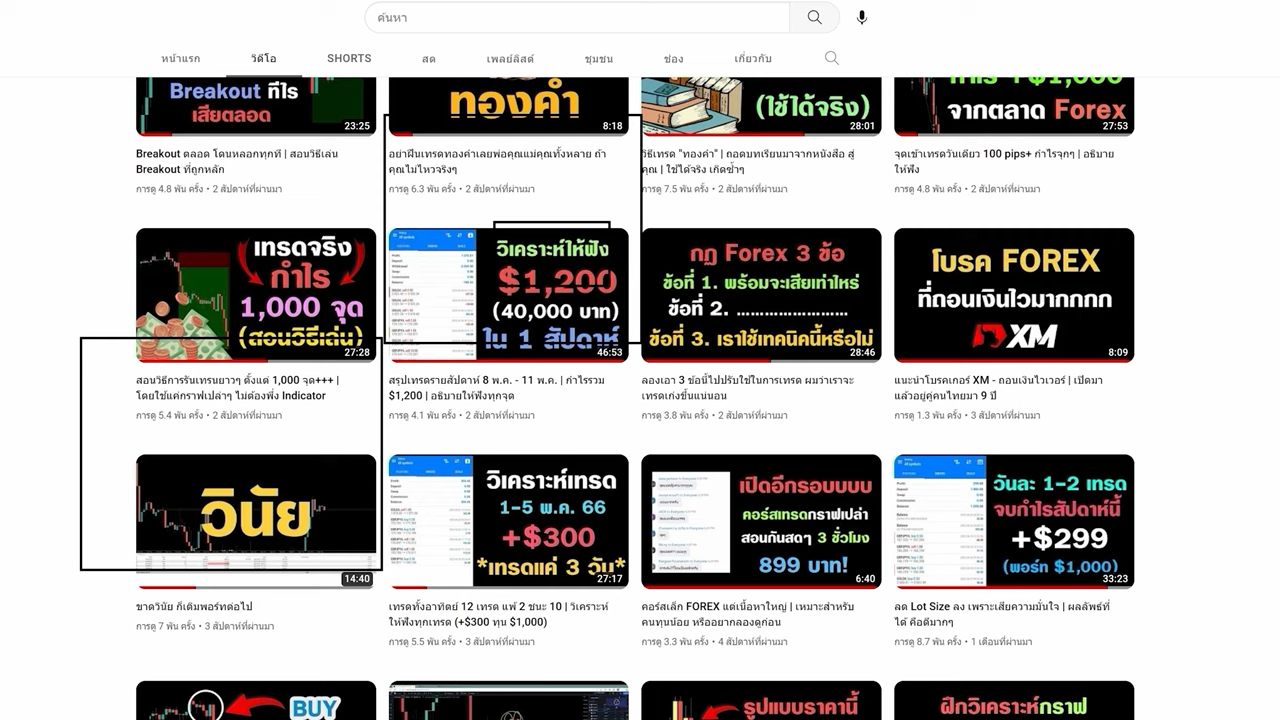 ค้นหา
หน้าแรก
วิดีโอ
SHORTS
สด
เพลย์ลิสต์
ชุมชน
ช่อง
เกี่ยวกับ
Breakout ทีไร
เสียตลอด
23:25
ทองคำ
8:18
(ใช้ได้จริง)
28:01
กำไร +$1,000
จากตลาด Forex
27:53
Breakout ตลอด โดนหลอกทุกที | สอนวิธีเล่น
Breakout ที่ถูกหลัก
การดู 4.8 พัน ครั้ง • 2 สัปดาห์ที่ผ่านมา
อย่าฝืนเทรดทองคำเลยพ่อคุณแม่คุณทั้งหลาย ถ้า
คุณไม่ไหวจริงๆ
การดู 6.3 พัน ครั้ง • 2 สัปดาห์ที่ผ่านมา
วิธีเทรด "ทองคำ" | ถอดบทเรียนมาจากหนังสือ สู่
คุณ | ใช้ได้จริง เกิดซ้ำๆ
การดู 7.5 พัน ครั้ง • 2 สัปดาห์ที่ผ่านมา
จุดเข้าเทรดวันเดียว 100 pips+ กำไรจุกๆ | อธิบาย
ให้ฟัง
การดู 4.8 พัน ครั้ง • 2 สัปดาห์ที่ผ่านมา
เทรดจริง
กำไร
1,000 จุด
(สอนวิธีเล่น)
27:28
วิเคราะห์ให้ฟัง
$1,200
(40,000 บาท)
ใน 1 สัปดาห์
46:53
กฎ Forex 3 ข้อ
ข้อที่ 1. พร้อมจะเสียเท่าไหร่
ข้อที่ 2. ........................
ข้อที่ 3. เราใช้เทคนิคนี้หรือไม่
28:46
โบรค FOREX
ที่ถอนเงินไวมากกกก
XM
8:09
สอนวิธีการรันเทรนยาวๆ ตั้งแต่ 1,000 จุด+++ |
โดยใช้แค่กราฟเปล่าๆ ไม่ต้องพึ่ง Indicator
การดู 5.4 พัน ครั้ง • 2 สัปดาห์ที่ผ่านมา
สรุปเทรดรายสัปดาห์ 8 พ.ค. - 11 พ.ค. | กำไรรวม
$1,200 | อธิบายให้ฟังทุกจุด
การดู 4.1 พัน ครั้ง • 2 สัปดาห์ที่ผ่านมา
ลองเอา 3 ข้อนี้ไปปรับใช้ในการเทรด ผมว่าเราจะ
เทรดเก่งขึ้นแน่นอน
การดู 3.8 พัน ครั้ง • 2 สัปดาห์ที่ผ่านมา
แนะนำโบรคเกอร์ XM - ถอนเงินไวเวอร์ | เปิดมา
แล้วอยู่คู่คนไทยมา 9 ปี
การดู 1.3 พัน ครั้ง • 3 สัปดาห์ที่ผ่านมา
วินัย
14:40
วิเคราะห์เทรด
1-5 พ.ค. 66
+$300
*เทรดแค่ 3 วัน*
27:17
เปิดอีกรอบบบบ
คอร์สเทรดกราฟเปล่า
สอนกันสดๆ 3 ชั่วโมง
899 บาท!
6:40
วันละ 1-2 เทรด
จบกำไรสัปดาห์นี้
+$299
(พอร์ท $1,000)
33:23
ขาดวินัย ก็เติมพอร์ทต่อไป
การดู 7 พัน ครั้ง • 3 สัปดาห์ที่ผ่านมา
เทรดทั้งอาทิตย์ 12 เทรด แพ้ 2 ชนะ 10 | วิเคราะห์
ให้ฟังทุกเทรด (+$300 ทุน $1,000)
การดู 5.5 พัน ครั้ง • 3 สัปดาห์ที่ผ่านมา
คอร์สเล็ก FOREX แต่เนื้อหาใหญ่ | เหมาะสำหรับ
คนทุนน้อย หรืออยากลองดูก่อน
การดู 3.3 พัน ครั้ง • 4 สัปดาห์ที่ผ่านมา
ลด Lot Size ลง เพราะเสียความมั่นใจ | ผลลัพธ์ที่
ได้ คือดีมากๆ
การดู 8.7 พัน ครั้ง • 1 เดือนที่ผ่านมา
BUY
รูปแบบราคานี้
ฝึกวิเคราะห์กราฟ